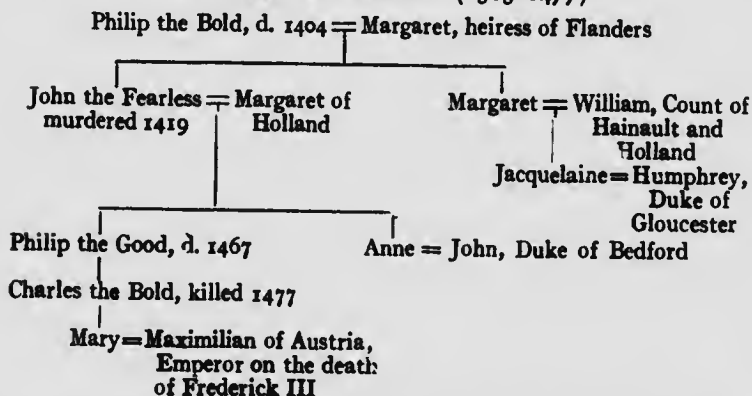 Philip the Bold, d. 1404 = Margaret, heiress of Flanders
John the Fearless = Margaret of
murdered 1419 Holland
Margaret = William, Count of
Hainault and
Holland
Jacquelaine = Humphrey,
Duke of
Gloucester
Philip the Good, d. 1467
Anne = John, Duke of Bedford
Charles the Bold, killed 1477
Mary = Maximilian of Austria,
Emperor on the death
of Frederick III